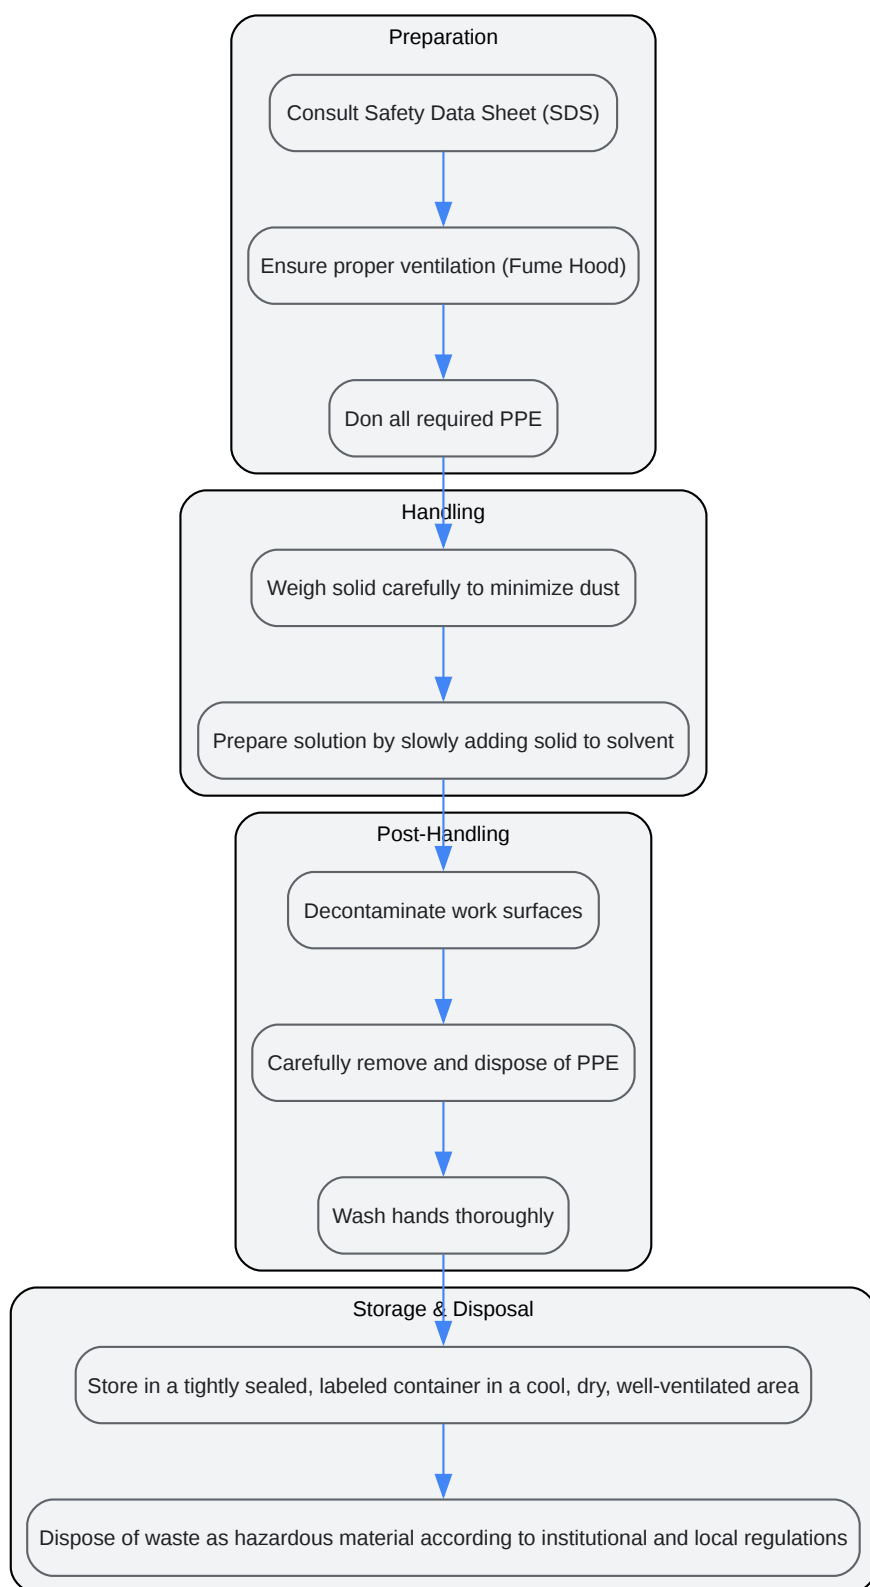 Preparation
Consult Safety Data Sheet (SDS)
Ensure proper ventilation (Fume Hood)
Don all required PPE
Handling
Weigh solid carefully to minimize dust
Prepare solution by slowly adding solid to solvent
Post-Handling
Decontaminate work surfaces
Carefully remove and dispose of PPE
Wash hands thoroughly
Storage & Disposal
Store in a tightly sealed, labeled container in a cool, dry, well-ventilated area
Dispose of waste as hazardous material according to institutional and local regulations